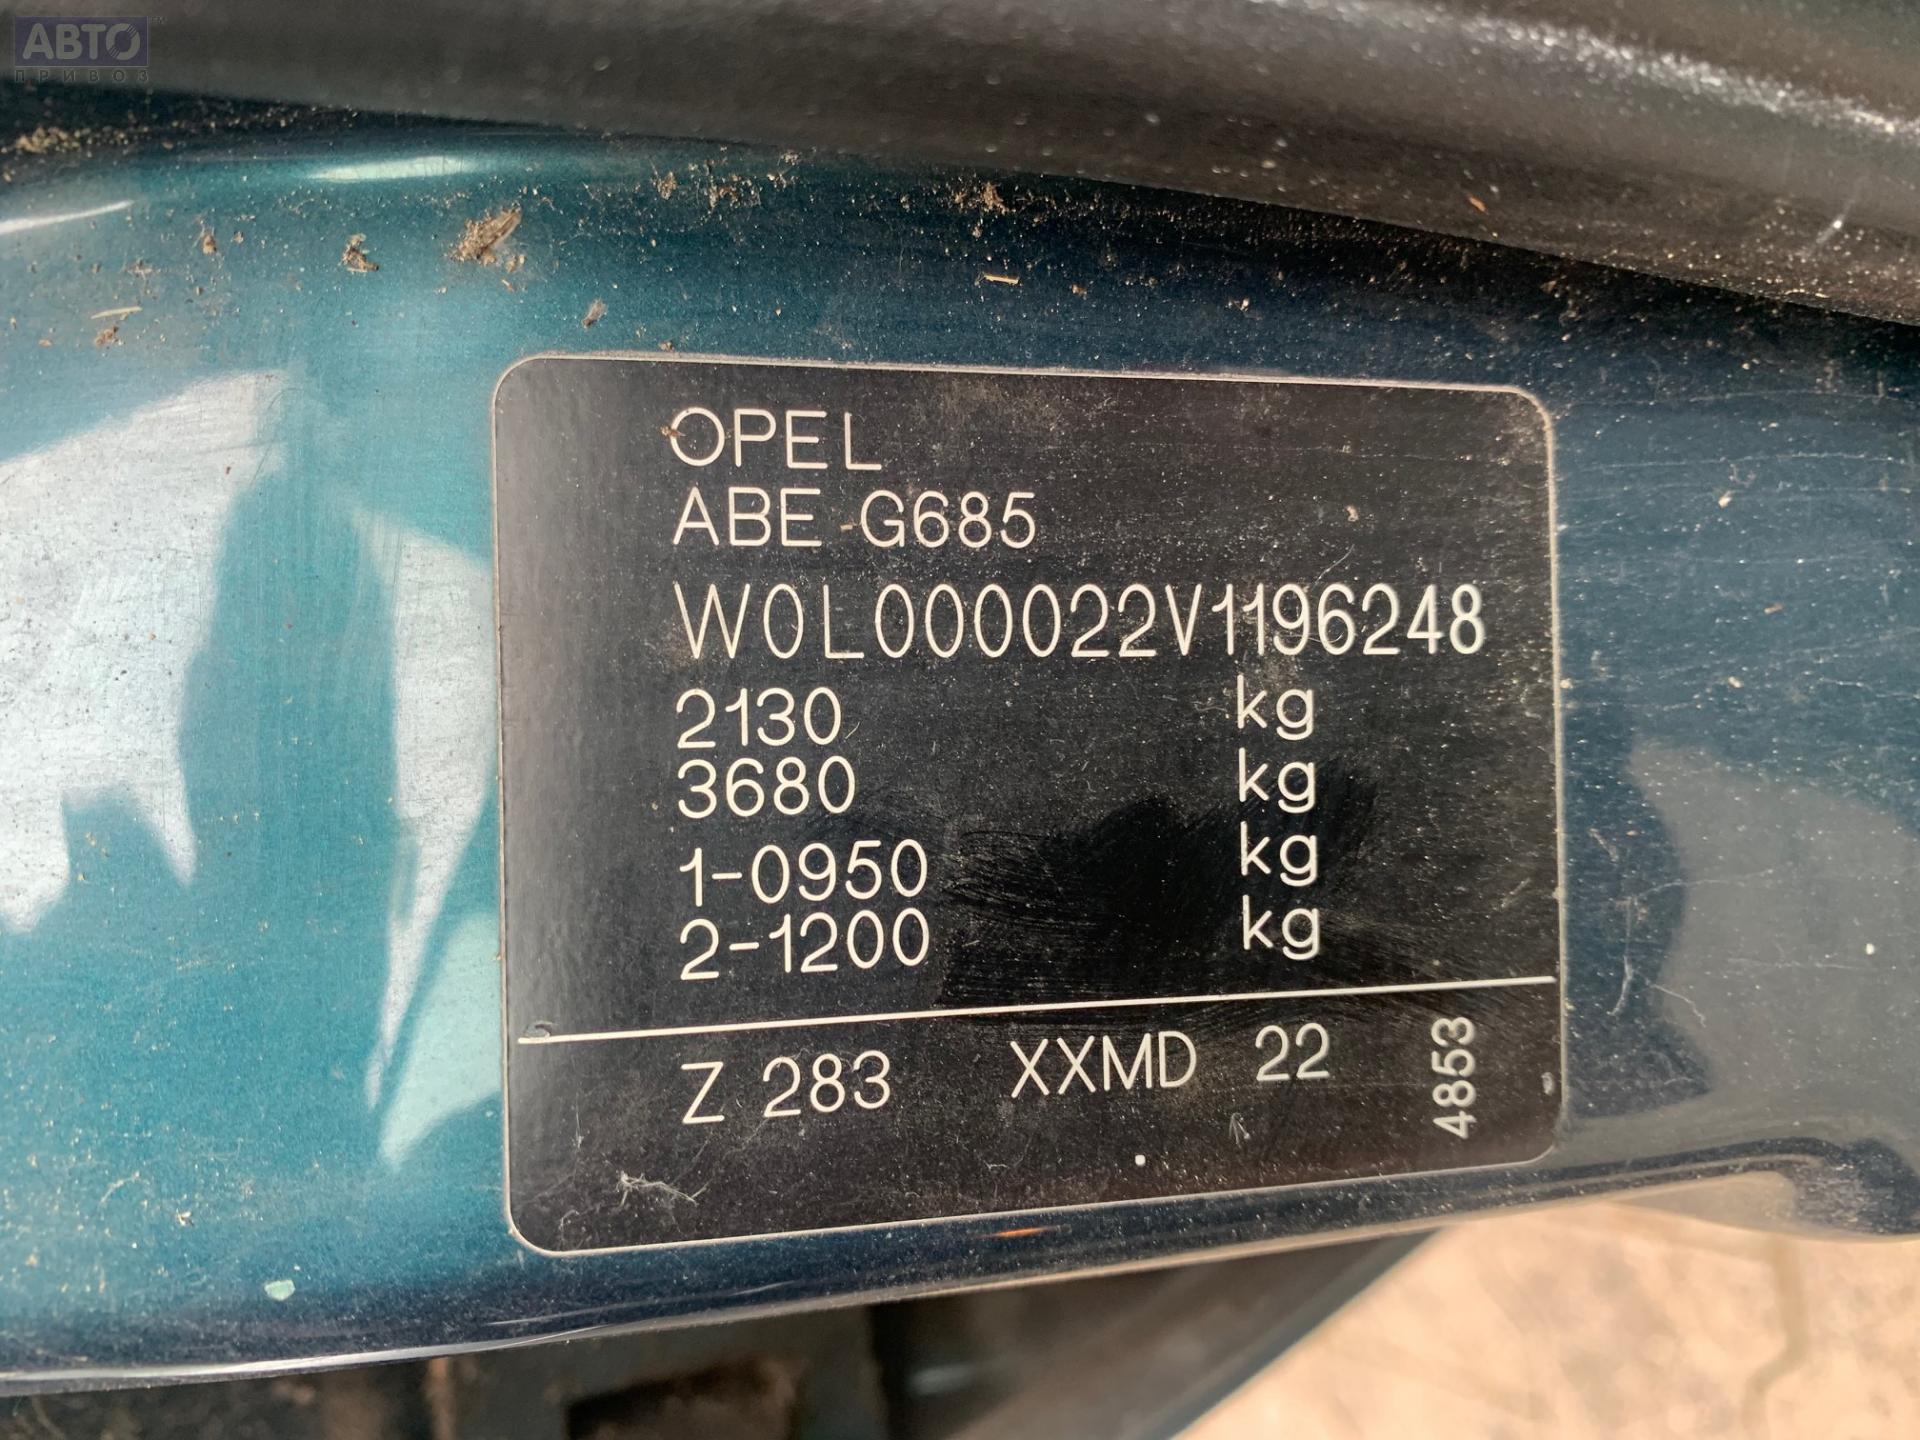 АВТО
ПРИВОЗ
OPEL
ABE G685
W0L000022V1196248
2130 kg
3680 kg
1-0950 kg
2-1200 kg
Z 283 XXMD 22 4853